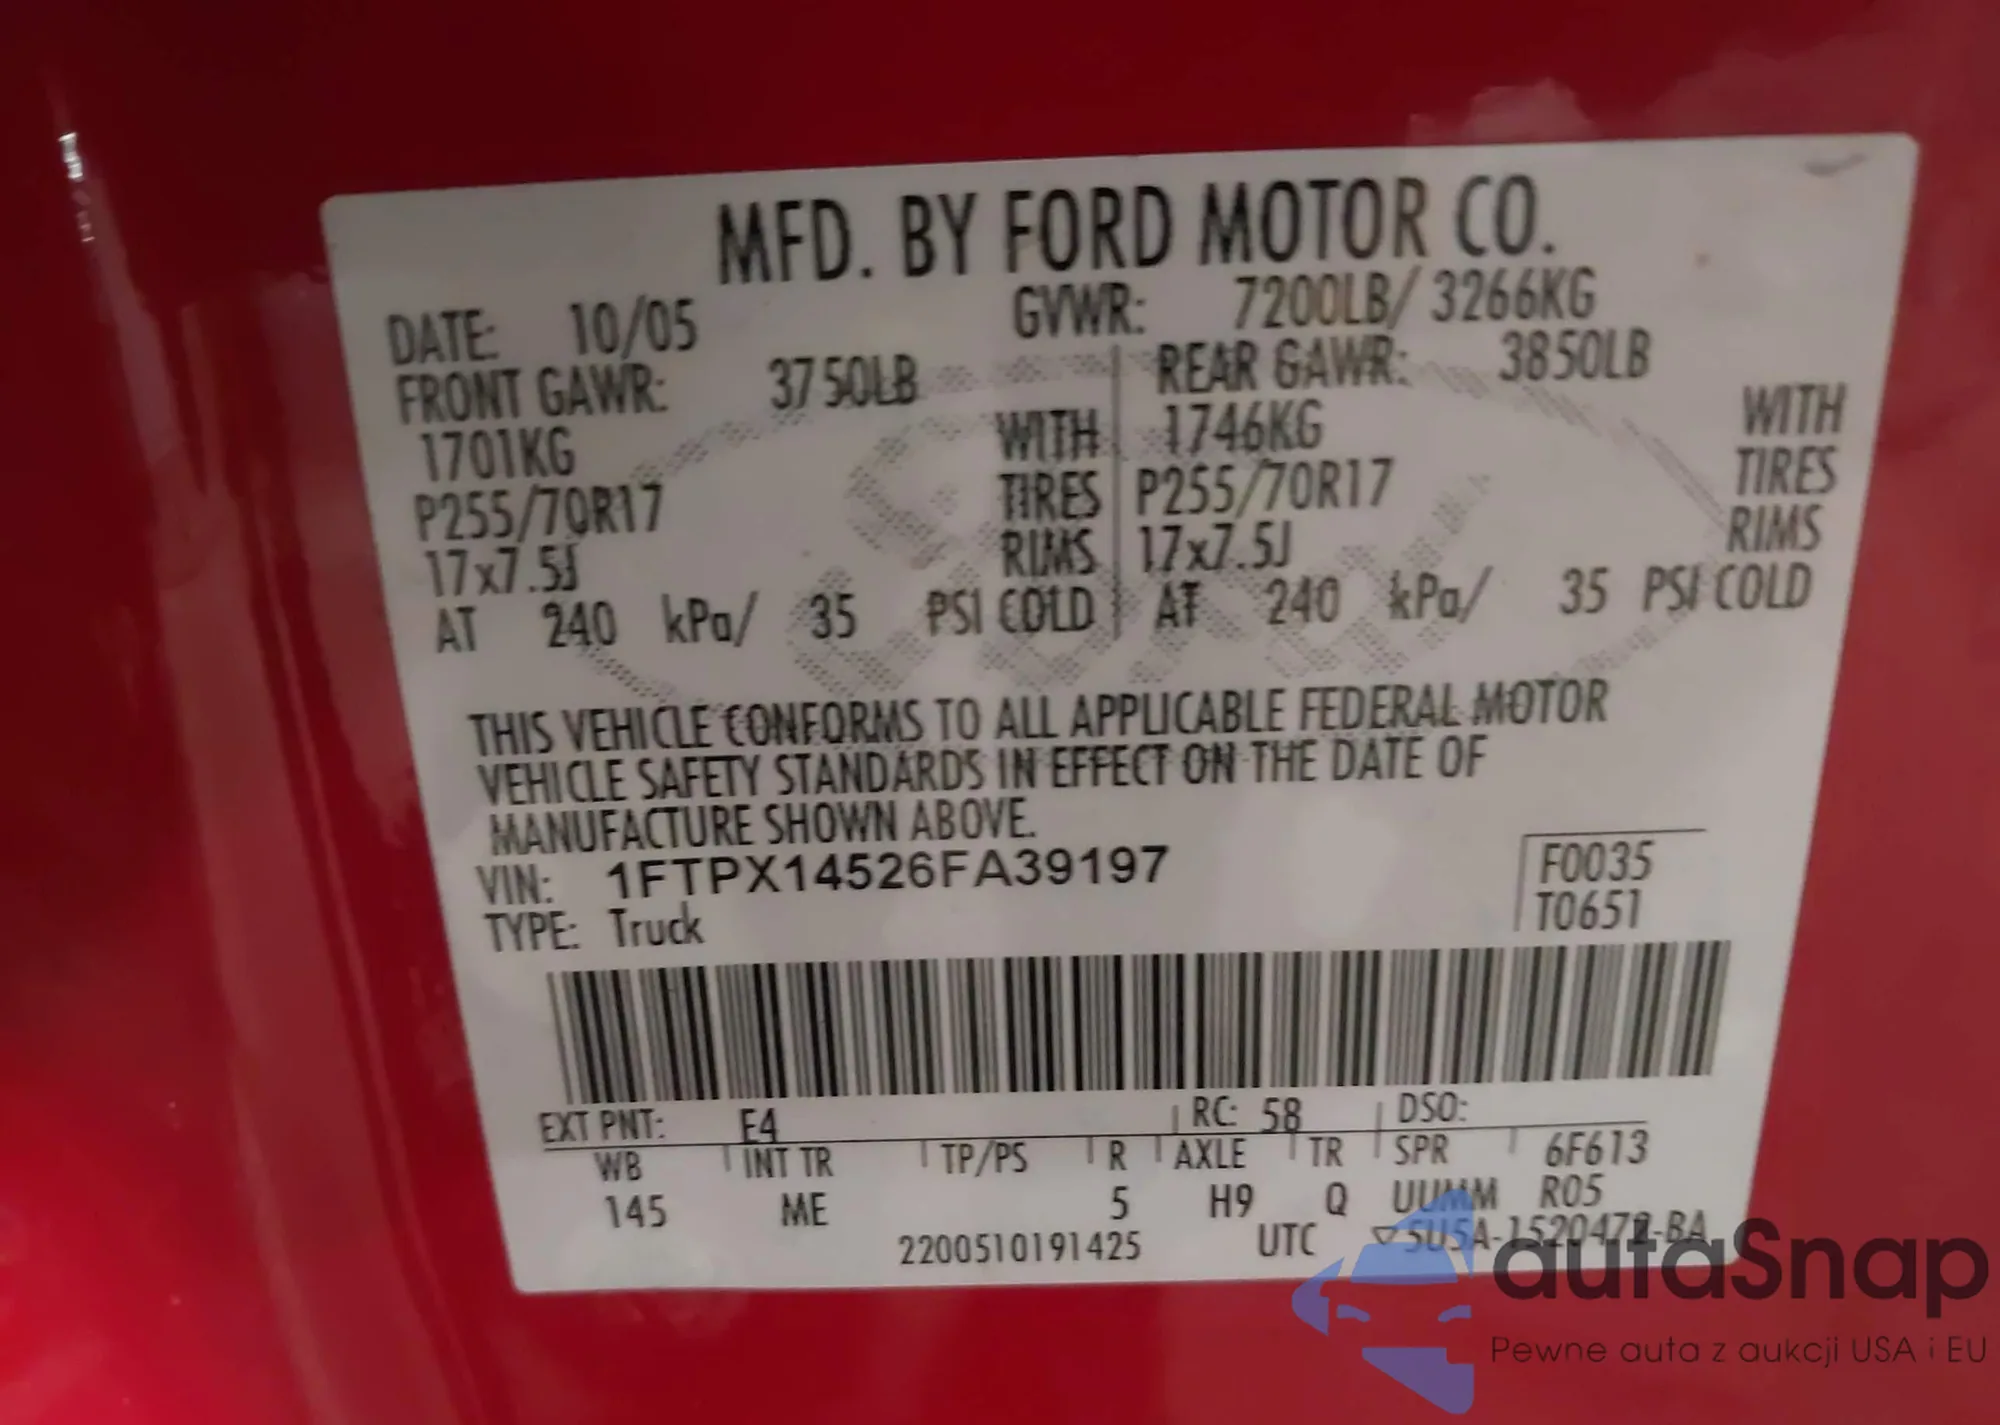 MFD. BY FORD MOTOR CO.
DATE: 10/05 GVWR: 7200LB/ 3266KG
FRONT GAWR: 3750LB REAR GAWR: 3850LB
1701KG WITH 1746KG WITH
P255/70R17 TIRES P255/70R17 TIRES
17x7.5J RIMS 17x7.5J RIMS
AT 240 kPa/ 35 PSI COLD AT 240 kPa/ 35 PSI COLD
THIS VEHICLE CONFORMS TO ALL APPLICABLE FEDERAL MOTOR
VEHICLE SAFETY STANDARDS IN EFFECT ON THE DATE OF
MANUFACTURE SHOWN ABOVE.
VIN: 1FTPX14526FA39197 F0035
TYPE: Truck T0651
EXT PNT: E4 RC: 58 DSO:
WB INT TR TP/PS R AXLE TR SPR 6F613
145 ME 5 H9 Q UUMM R05
2200510191425 UTC 5U5A-1520472-BA
autaSnap
Pewne auta z aukcji USA i EU